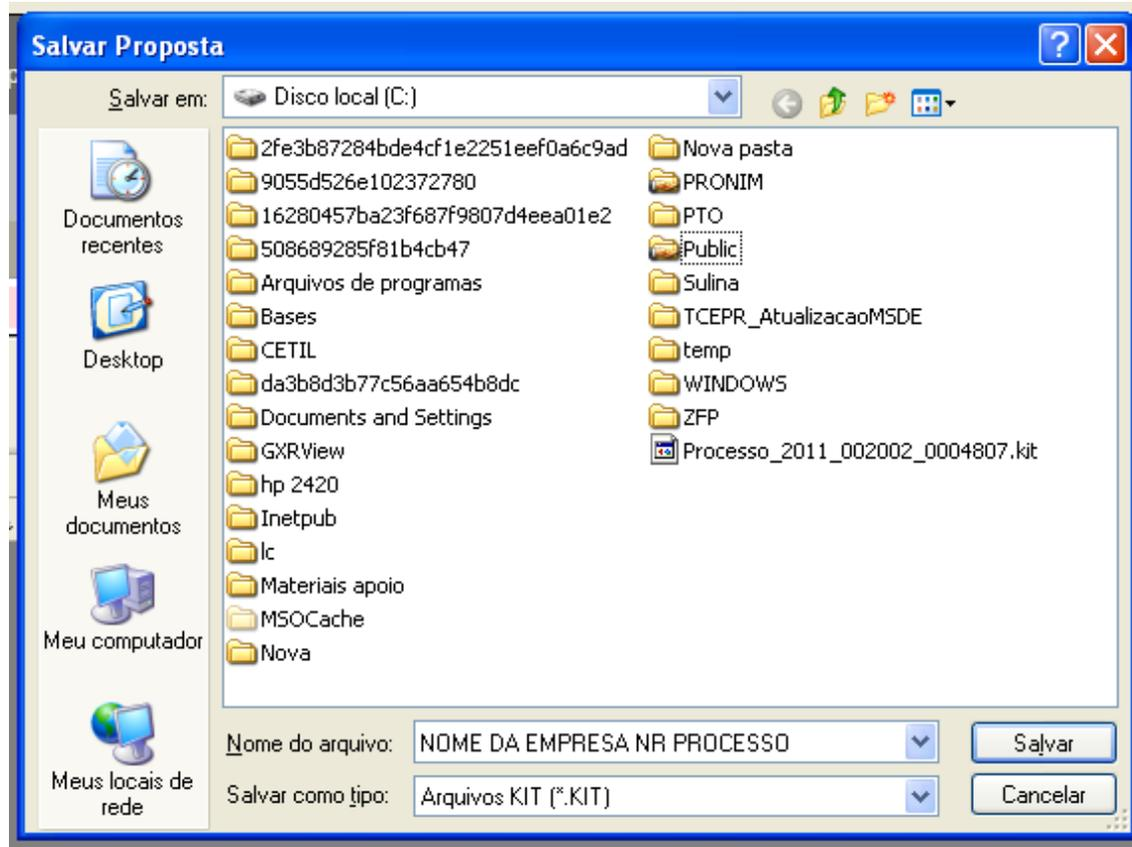 Salvar Proposta
Salvar em:
Disco local (C:)
Documentos
recentes
Desktop
Meus
documentos
Meu computador
Meus locais de
rede
2fe3b87284bde4cf1e2251eef0a6c9ad
9055d526e102372780
16280457ba23f687f9807d4eea01e2
508689285f81b4cb47
Arquivos de programas
Bases
CETIL
da3b8d3b77c56aa654b8dc
Documents and Settings
GXRView
hp 2420
Inetpub
lc
Materiais apoio
MSOCache
Nova
Nova pasta
PRONIM
PTO
Public
Sulina
TCEPR_AtualizacaoMSDE
temp
WINDOWS
ZFP
Processo_2011_002002_0004807.kit
Nome do arquivo:
NOME DA EMPRESA NR PROCESSO
Salvar
Salvar como tipo:
Arquivos KIT (*.KIT)
Cancelar